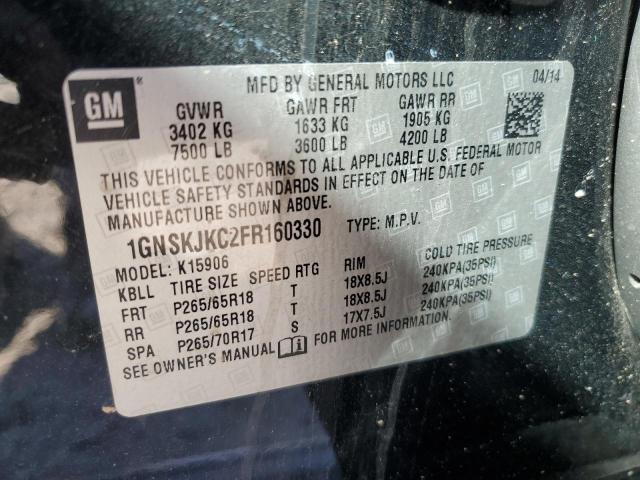 GM
MFD BY GENERAL MOTORS LLC 04/14
GVWR GAWR FRT GAWR RR
3402 KG 1633 KG 1905 KG
7500 LB 3600 LB 4200 LB
THIS VEHICLE CONFORMS TO ALL APPLICABLE U.S. FEDERAL MOTOR
VEHICLE SAFETY STANDARDS IN EFFECT ON THE DATE OF
MANUFACTURE SHOWN ABOVE.
1GNSKJKC2FR160330 TYPE: M.P.V.
MODEL: K15906
KBLL TIRE SIZE SPEED RTG RIM COLD TIRE PRESSURE
FRT P265/65R18 T 18X8.5J 240KPA(35PSI)
RR P265/65R18 T 18X8.5J 240KPA(35PSI)
SPA P265/70R17 S 17X7.5J 240KPA(35PSI)
SEE OWNER'S MANUAL FOR MORE INFORMATION.